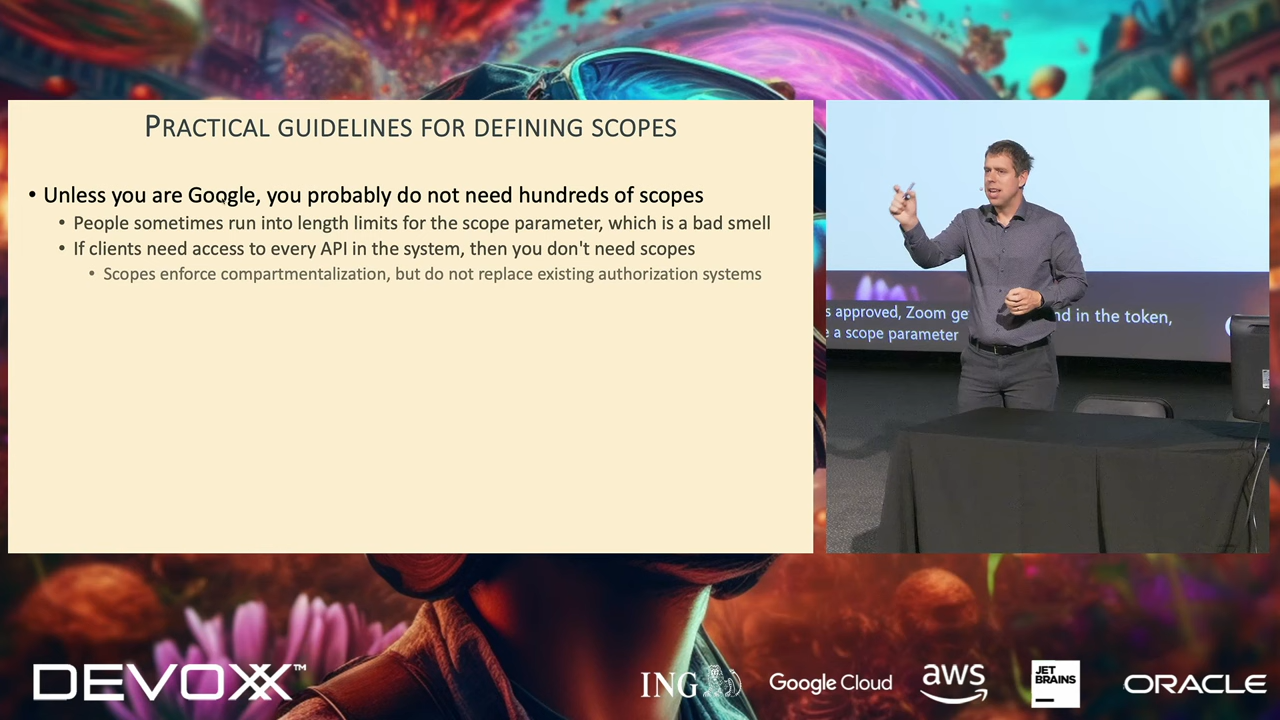 PRACTICAL GUIDELINES FOR DEFINING SCOPES
• Unless you are Google, you probably do not need hundreds of scopes
• People sometimes run into length limits for the scope parameter, which is a bad smell
• If clients need access to every API in the system, then you don't need scopes
• Scopes enforce compartmentalization, but do not replace existing authorization systems
s approved, Zoom ge nd in the token,
e a scope parameter
DEVOXX™
ING
Google Cloud
aws
JET
BRAINS
ORACLE